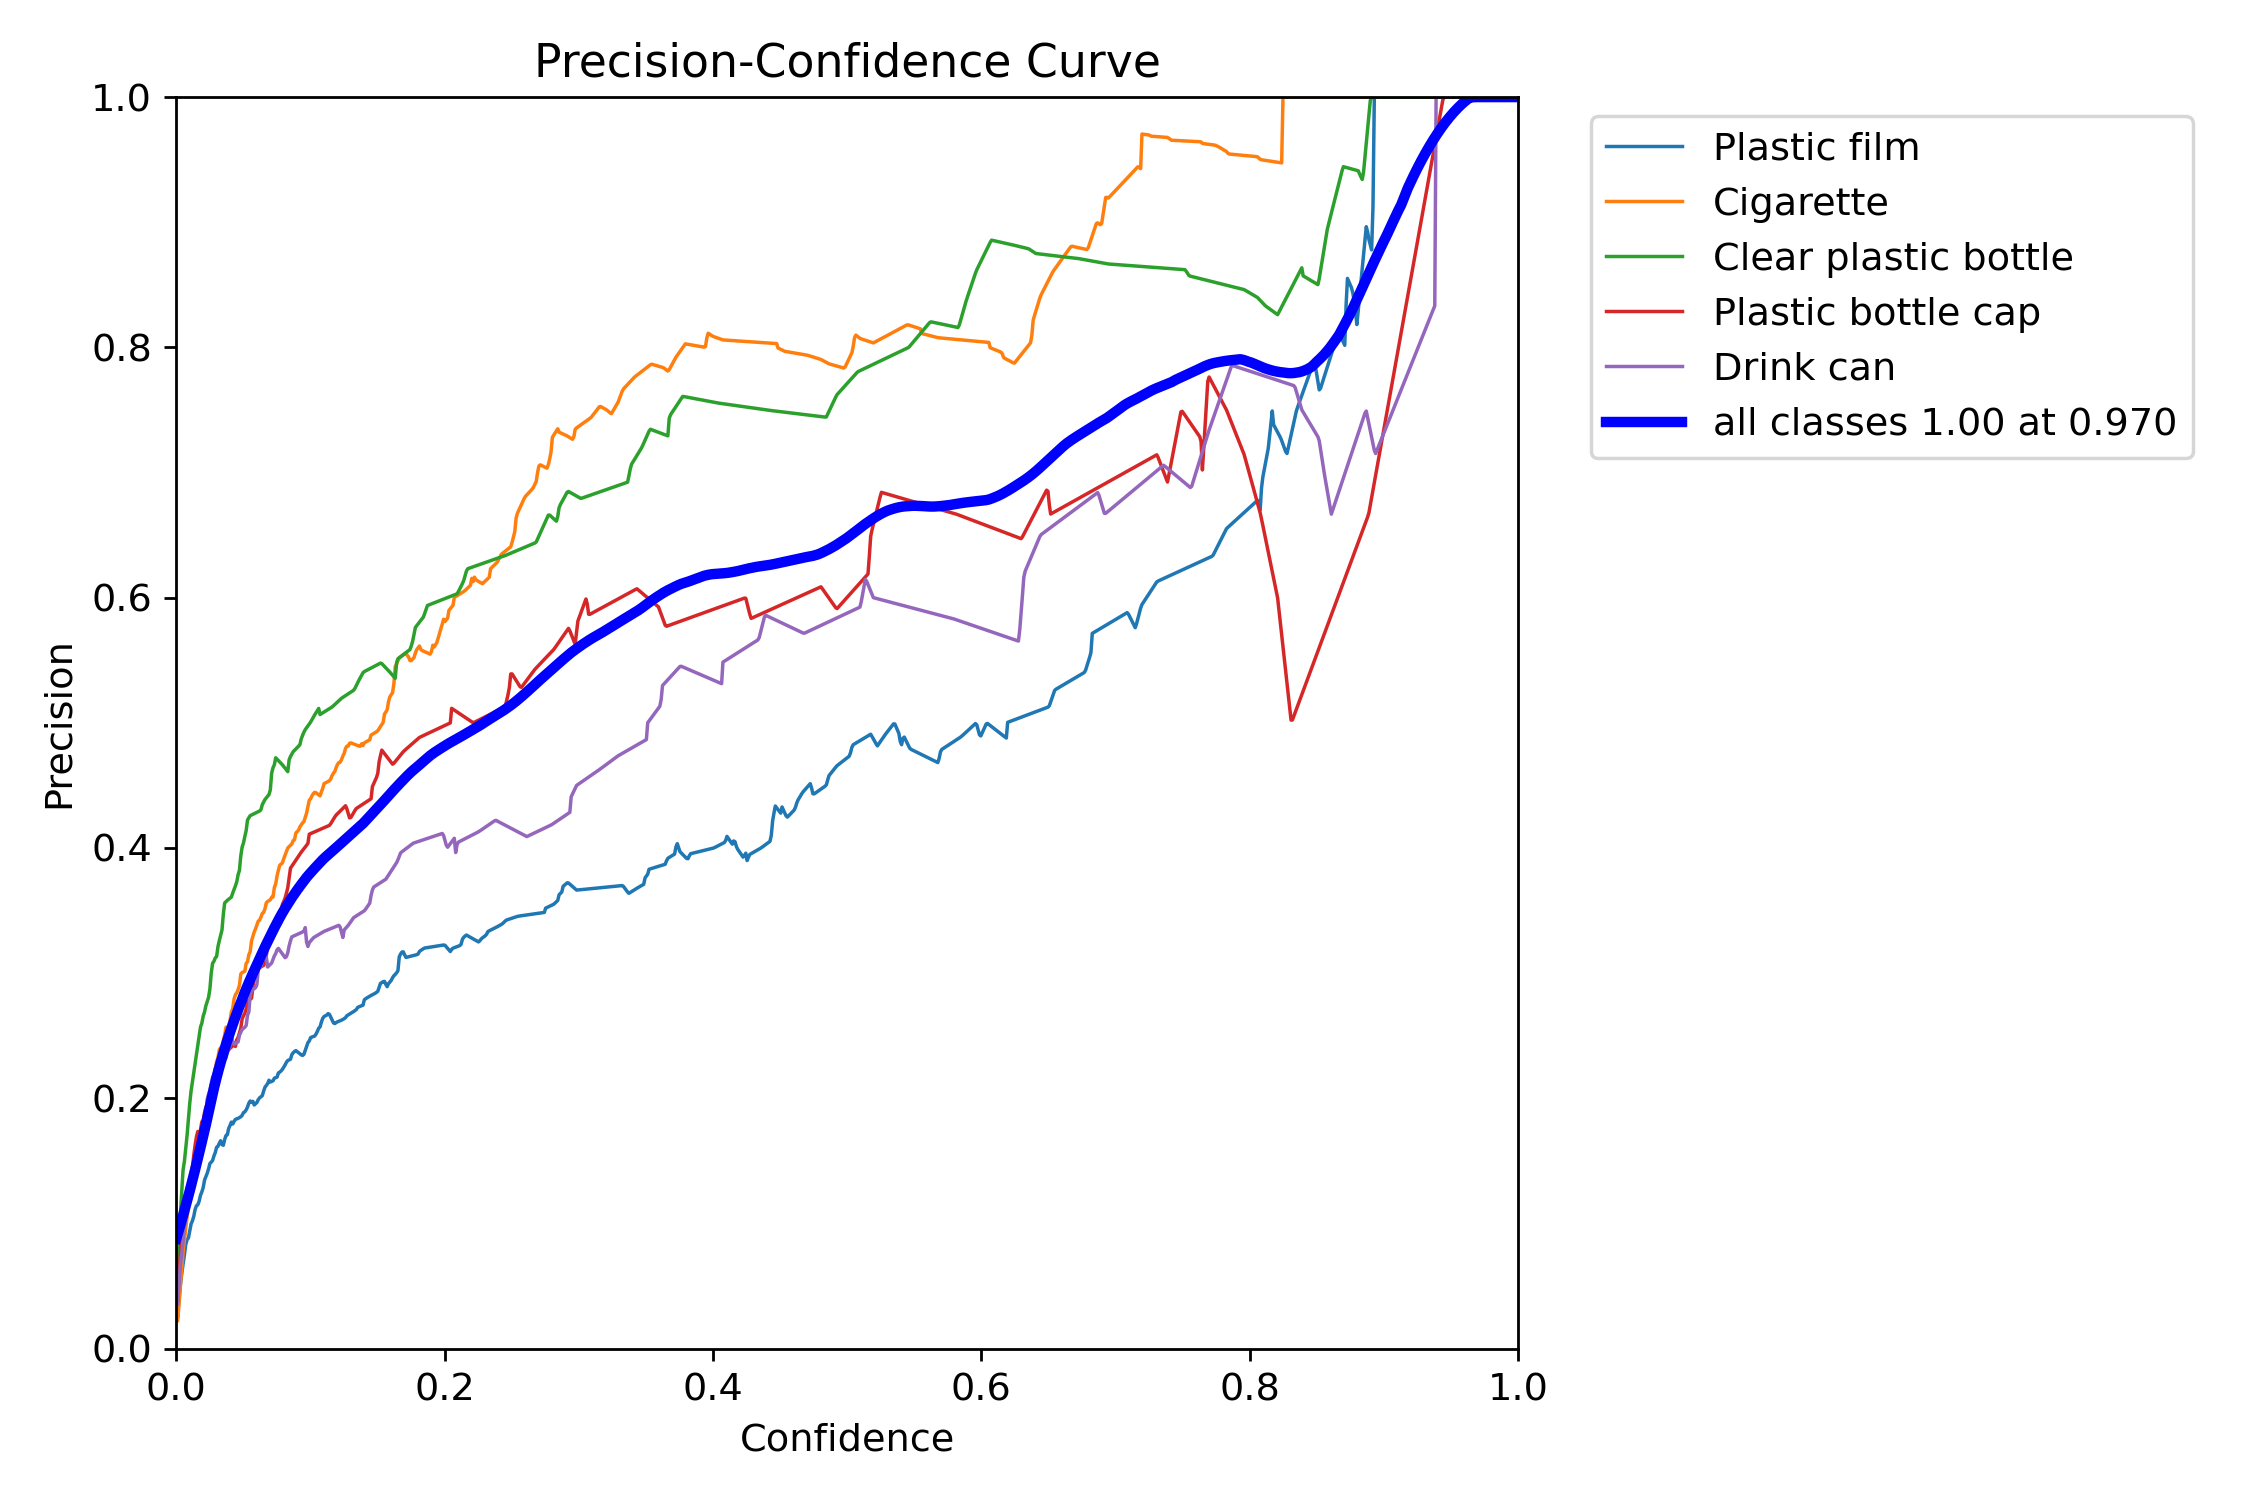 Precision-Confidence Curve
1.0
0.8
0.6
0.4
0.2
0.0
Precision
0.0 0.2 0.4 0.6 0.8 1.0
Confidence
Plastic film
Cigarette
Clear plastic bottle
Plastic bottle cap
Drink can
all classes 1.00 at 0.970